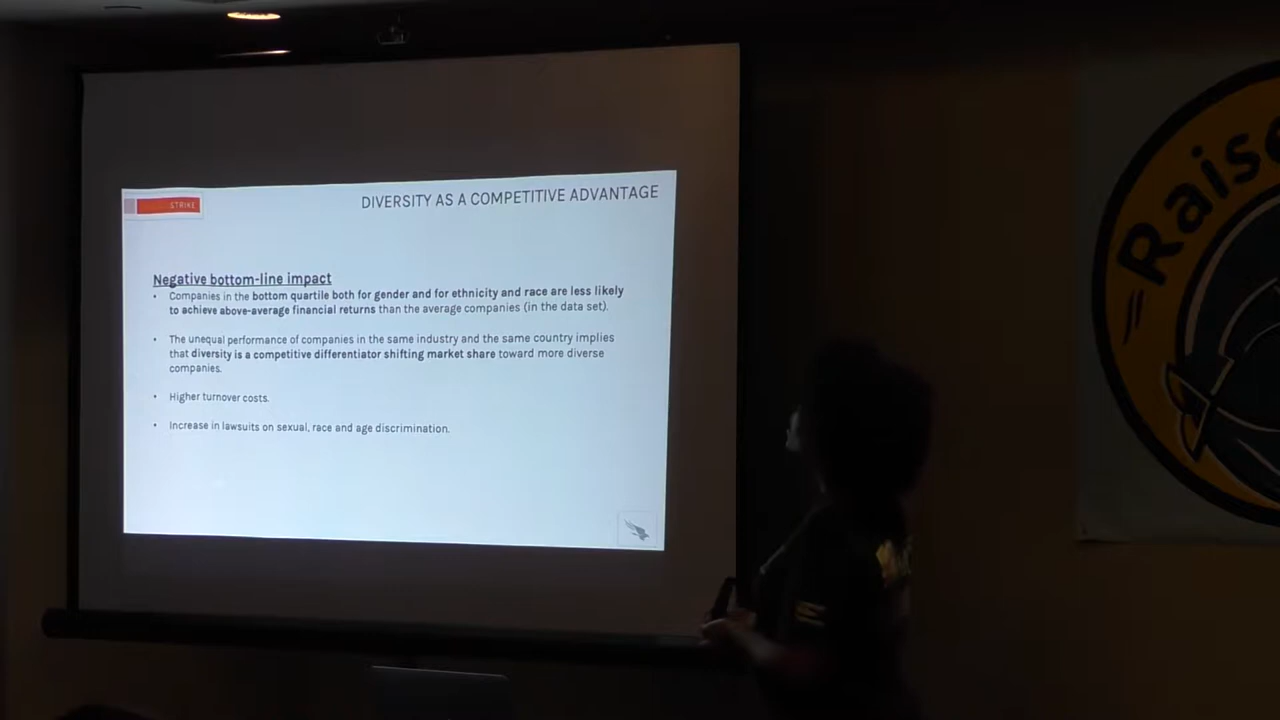 STRIKE
DIVERSITY AS A COMPETITIVE ADVANTAGE
Negative bottom-line impact
• Companies in the bottom quartile both for gender and for ethnicity and race are less likely
to achieve above-average financial returns than the average companies (in the data set).
• The unequal performance of companies in the same industry and the same country implies
that diversity is a competitive differentiator shifting market share toward more diverse
companies.
• Higher turnover costs.
• Increase in lawsuits on sexual, race and age discrimination.
Raise